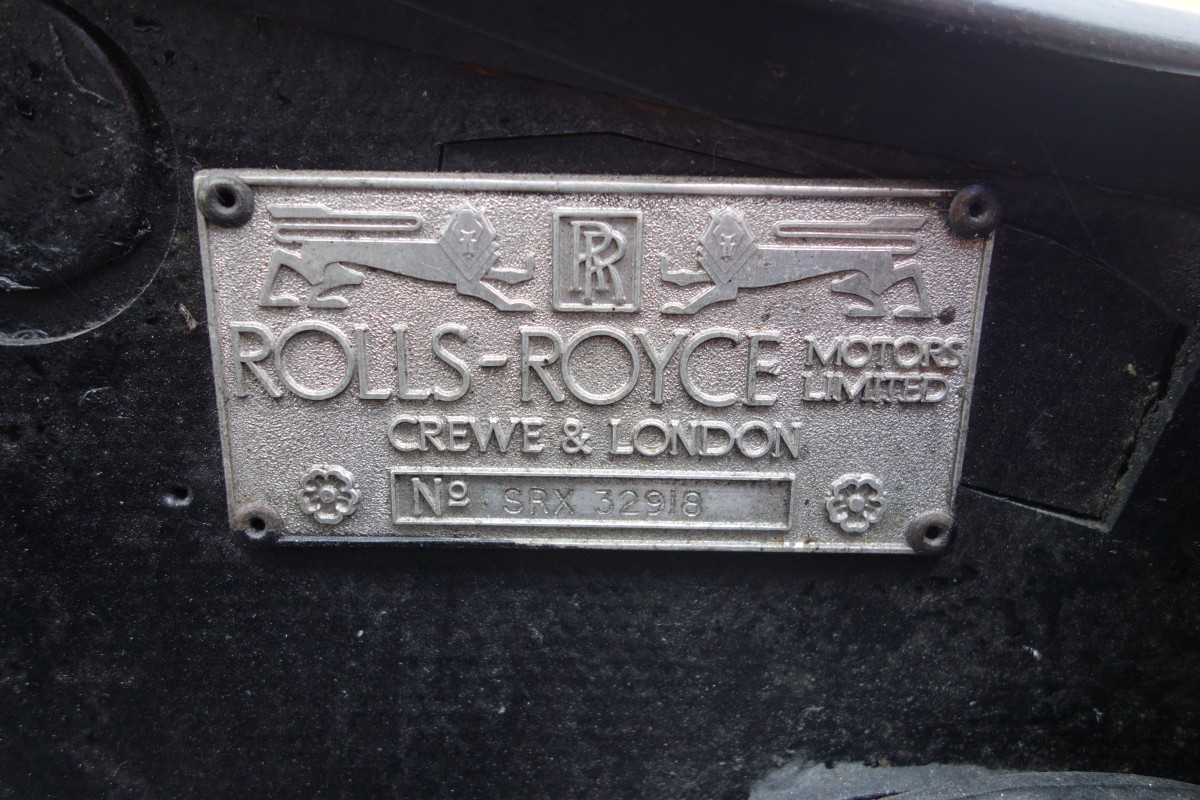 RR
ROLLS-ROYCE MOTORS LIMITED
CREWE & LONDON
Nº SRX 32918